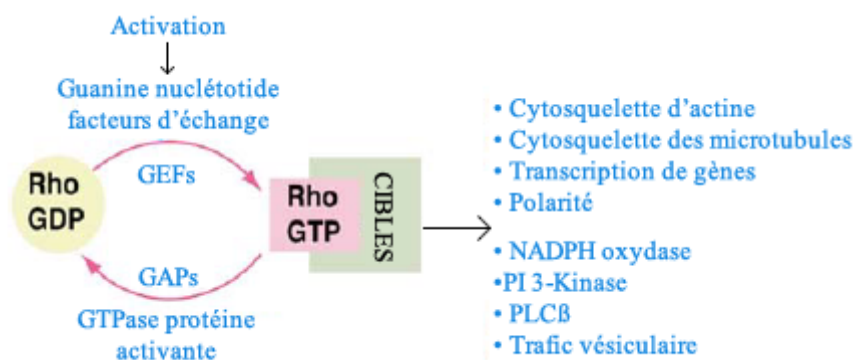 Activation
Guanine nuclétotide
facteurs d'échange
GEFs
Rho
GDP
Rho
GTP
CIBLES
GAPs
GTPase protéine
activante
• Cytosquelette d'actine
• Cytosquelette des microtubules
• Transcription de gènes
• Polarité
• NADPH oxydase
•PI 3-Kinase
• PLCß
• Trafic vésiculaire